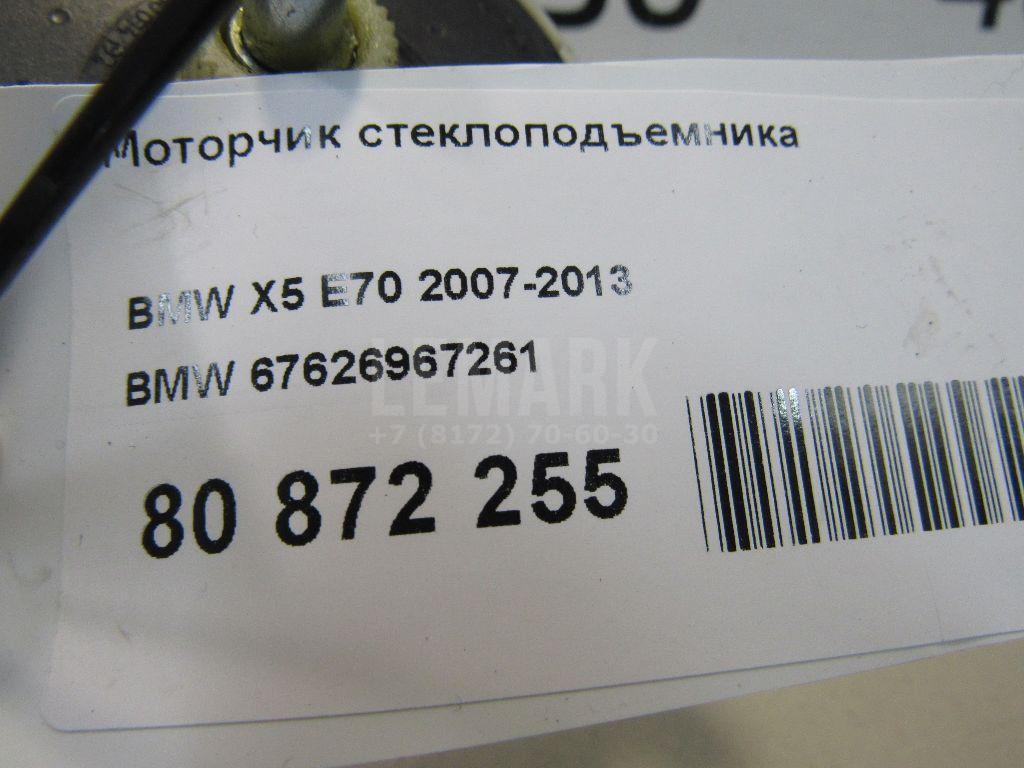 Моторчик стеклоподъемника
BMW X5 E70 2007-2013
BMW 67626967261
LEMARK
+7 (8172) 70-60-30
80 872 255